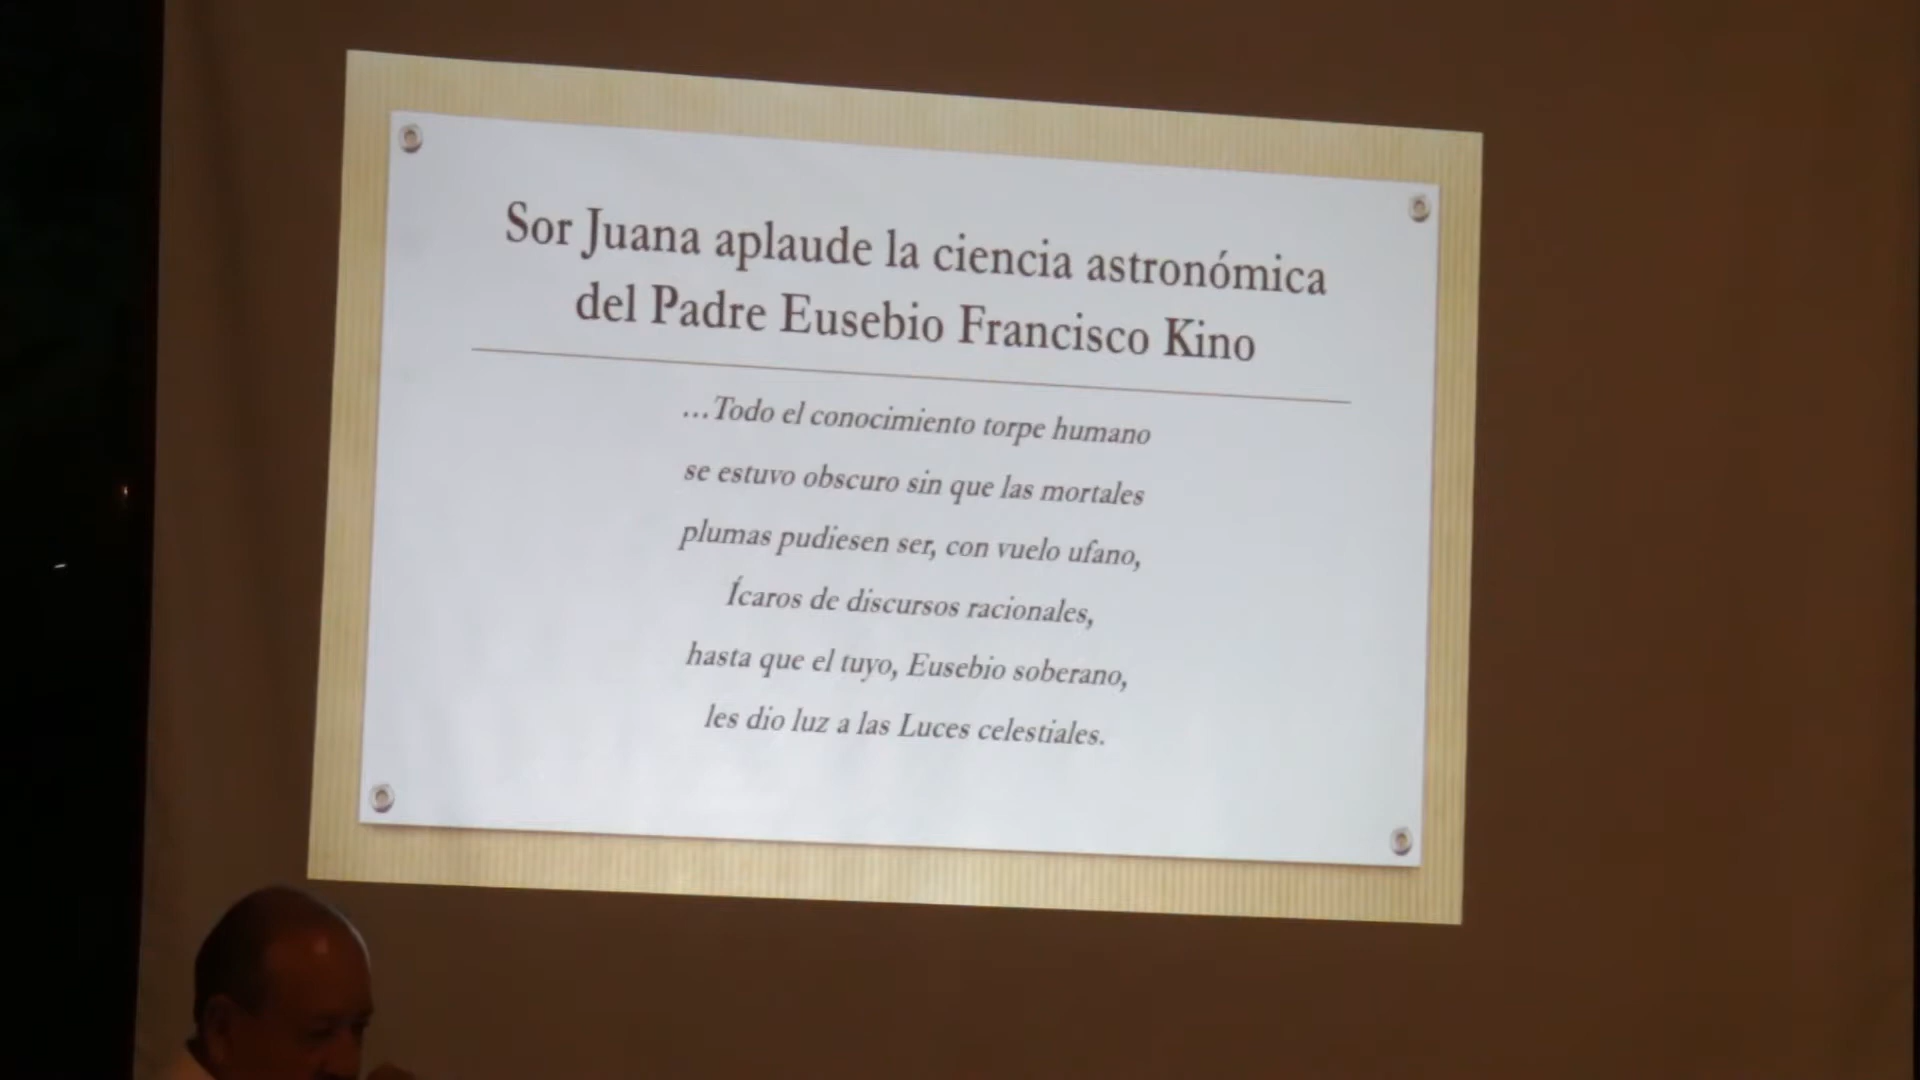 Sor Juana aplaude la ciencia astronómica
del Padre Eusebio Francisco Kino
...Todo el conocimiento torpe humano
se estuvo obscuro sin que las mortales
plumas pudiesen ser, con vuelo ufano,
Ícaros de discursos racionales,
hasta que el tuyo, Eusebio soberano,
les dio luz a las Luces celestiales.